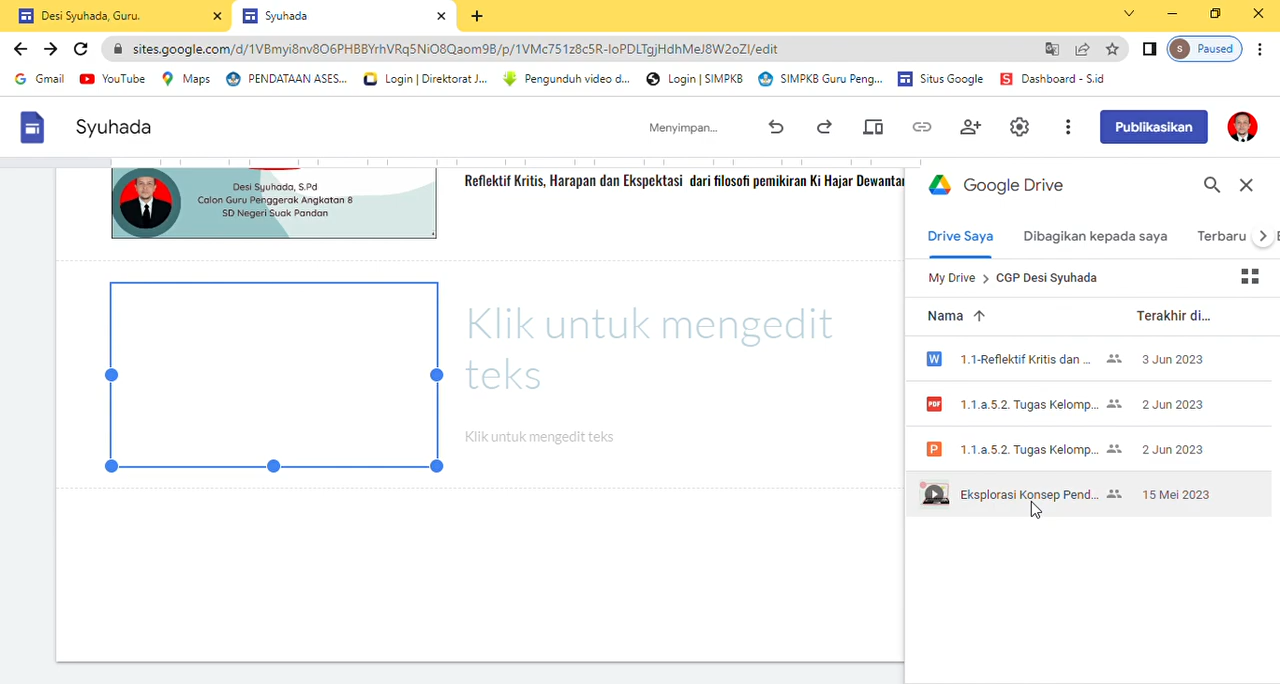 Desi Syuhada, Guru.
Syuhada
sites.google.com/d/1VBmyi8nv8O6PHBBYrhVRq5NiO8Qaom9B/p/1VMc751z8c5R-IoPDLTgjHdhMeJ8W2oZl/edit
S Paused
Gmail YouTube Maps PENDATAAN ASES... Login | Direktorat J... Pengunduh video d... Login | SIMPKB SIMPKB Guru Peng... Situs Google Dashboard - S.id
Syuhada
Menyimpan...
Publikasikan
Desi Syuhada, S.Pd
Calon Guru Penggerak Angkatan 8
SD Negeri Suak Pandan
Reflektif Kritis, Harapan dan Ekspektasi dari filosofi pemikiran Ki Hajar Dewantar
Klik untuk mengedit
teks
Klik untuk mengedit teks
Google Drive
Drive Saya Dibagikan kepada saya Terbaru
My Drive > CGP Desi Syuhada
Nama Terakhir di...
W 1.1-Reflektif Kritis dan ... 3 Jun 2023
PDF 1.1.a.5.2. Tugas Kelomp... 2 Jun 2023
P 1.1.a.5.2. Tugas Kelomp... 2 Jun 2023
Eksplorasi Konsep Pend... 15 Mei 2023